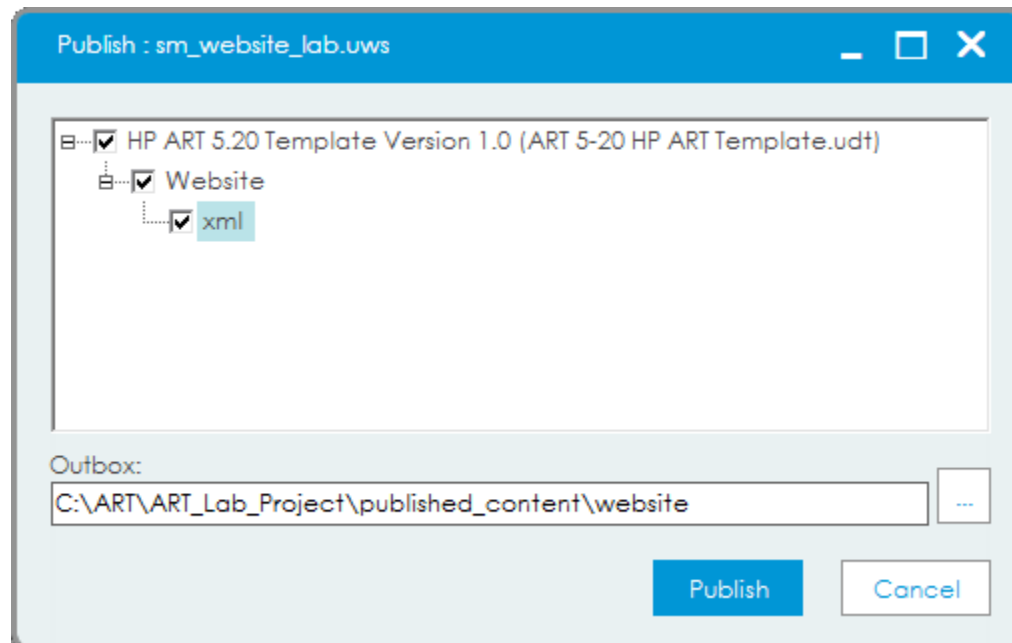 Publish : sm_website_lab.uws
HP ART 5.20 Template Version 1.0 (ART 5-20 HP ART Template.udt)
Website
xml
Outbox:
C:\ART\ART_Lab_Project\published_content\website
...
Publish Cancel